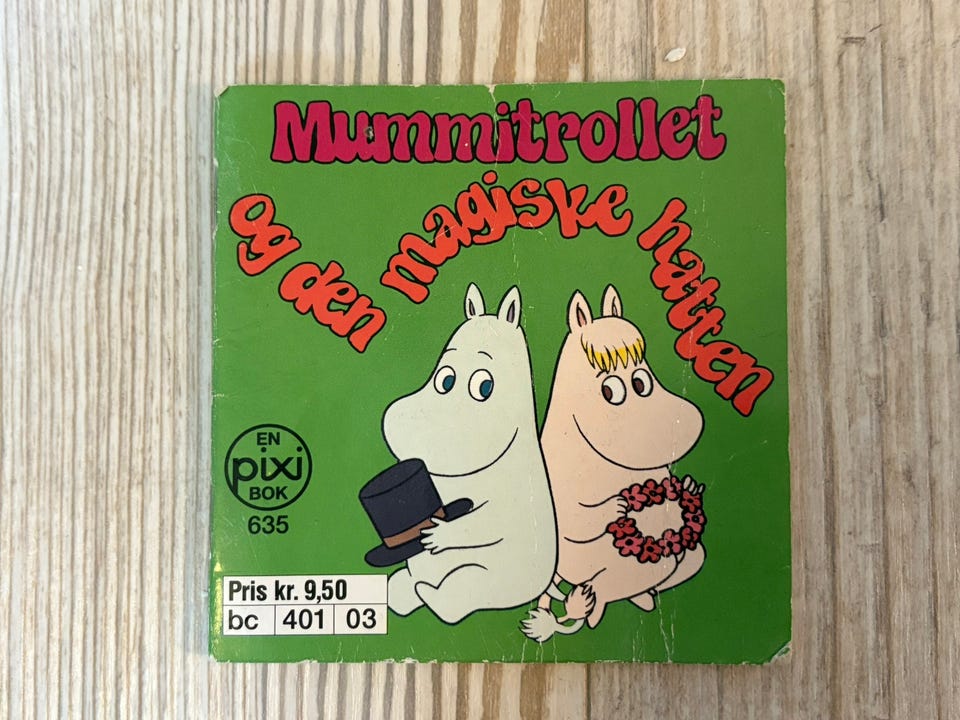 Mummitrollet
og den magiske hatten
EN
pixi
BOK
635
Pris kr. 9,50
bc 401 03